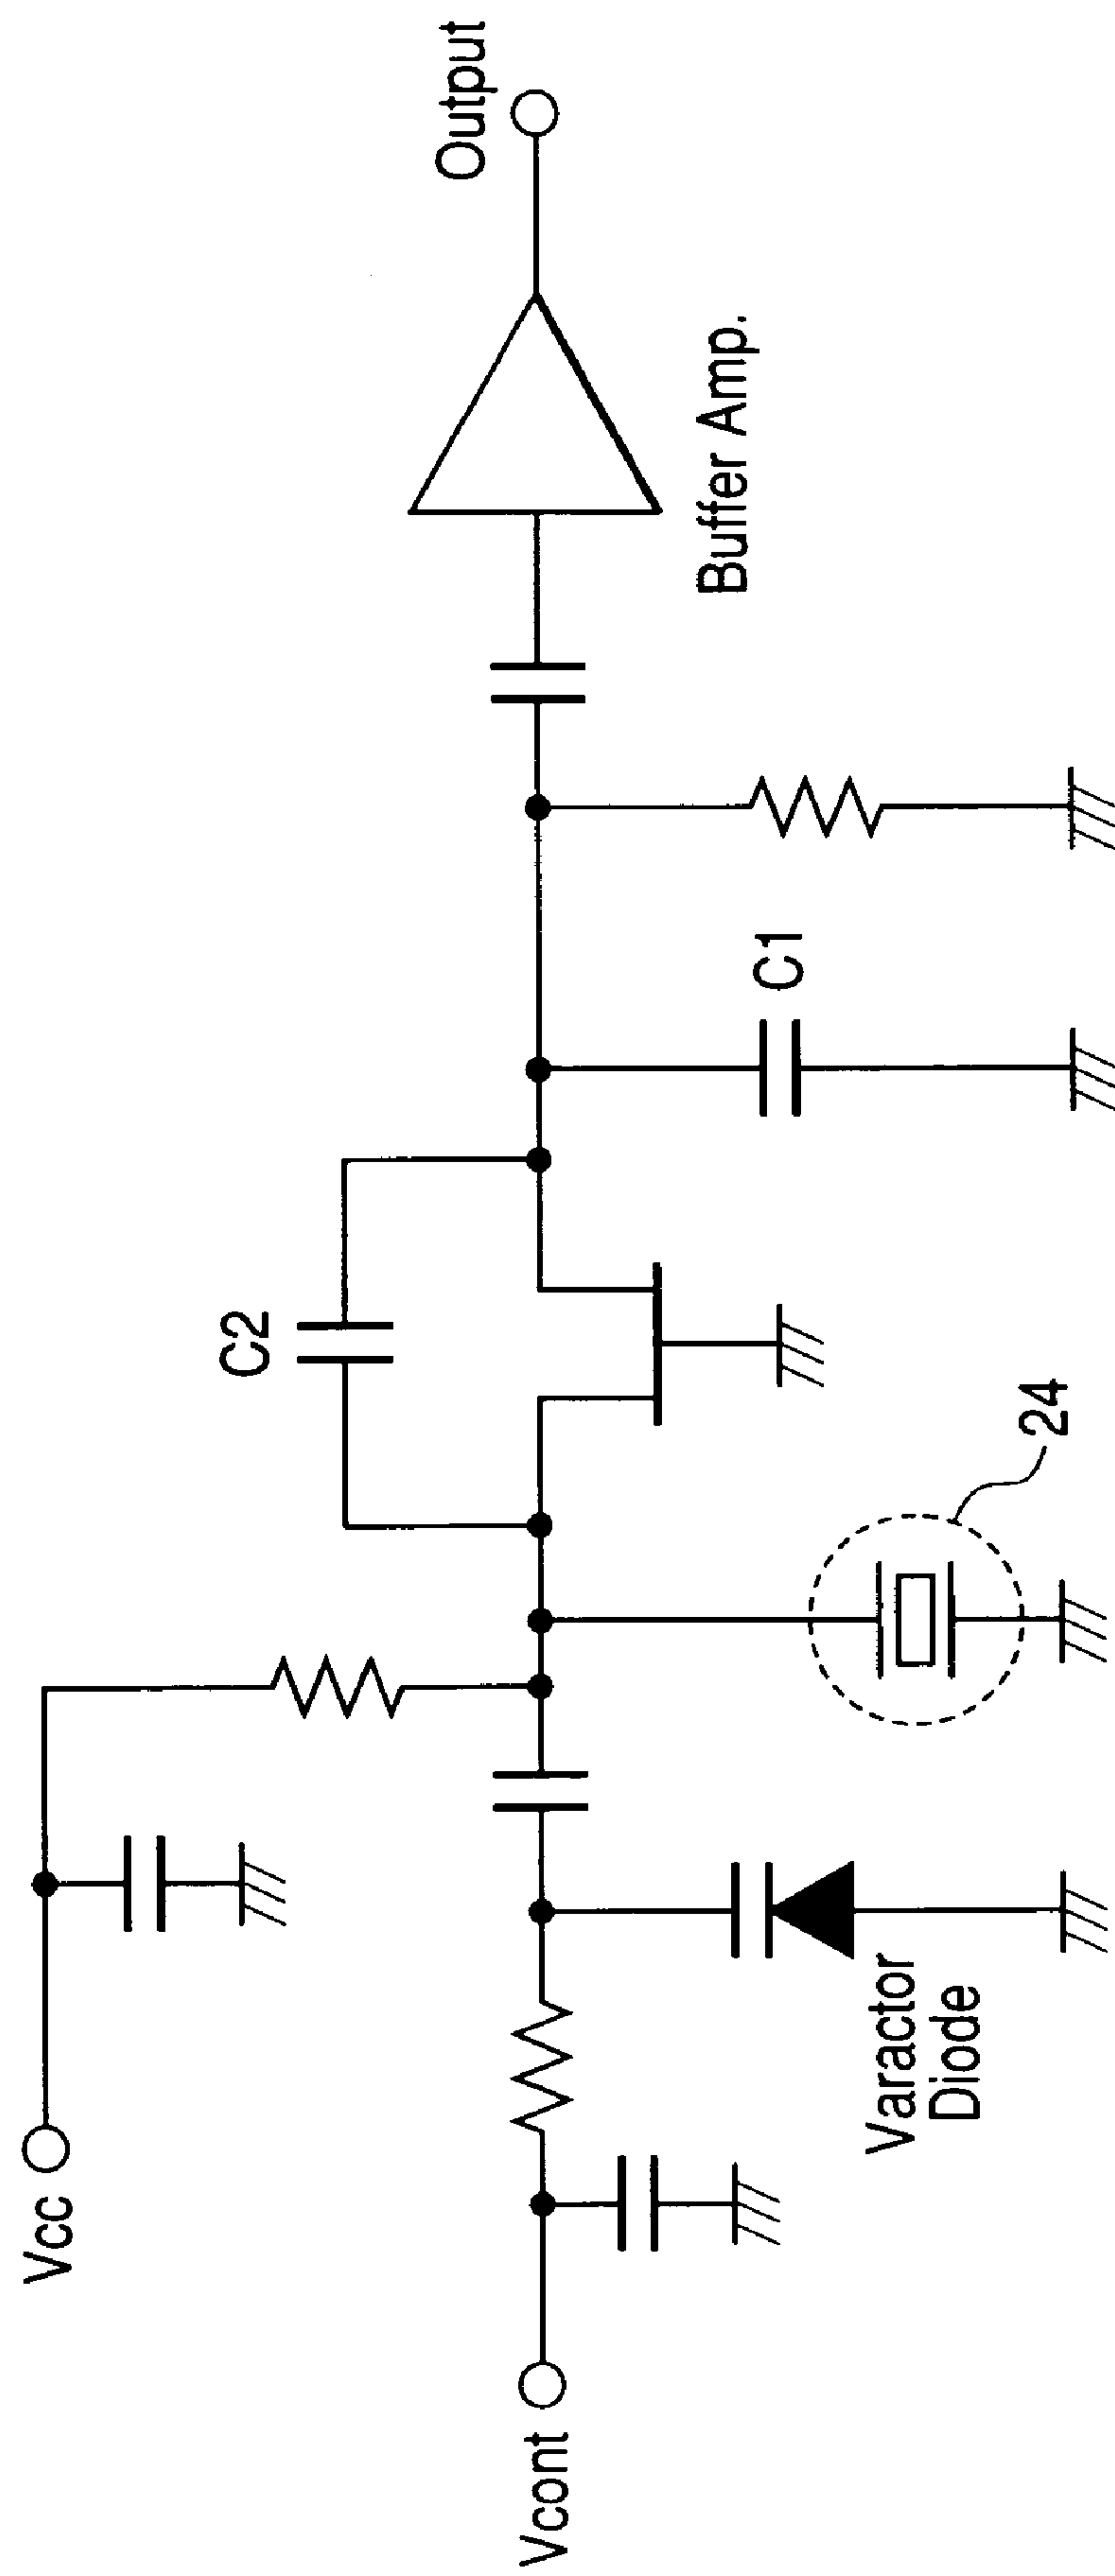 Vcc
Vcont
Varactor
Diode
24
C2
C1
Buffer Amp.
Output